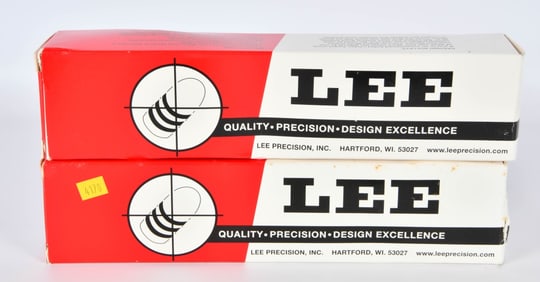 LEE
QUALITY•PRECISION•DESIGN EXCELLENCE
LEE PRECISION, INC. HARTFORD, WI. 53027 www.leeprecision.com
LEE
QUALITY•PRECISION•DESIGN EXCELLENCE
LEE PRECISION, INC. HARTFORD, WI. 53027 www.leeprecision.com